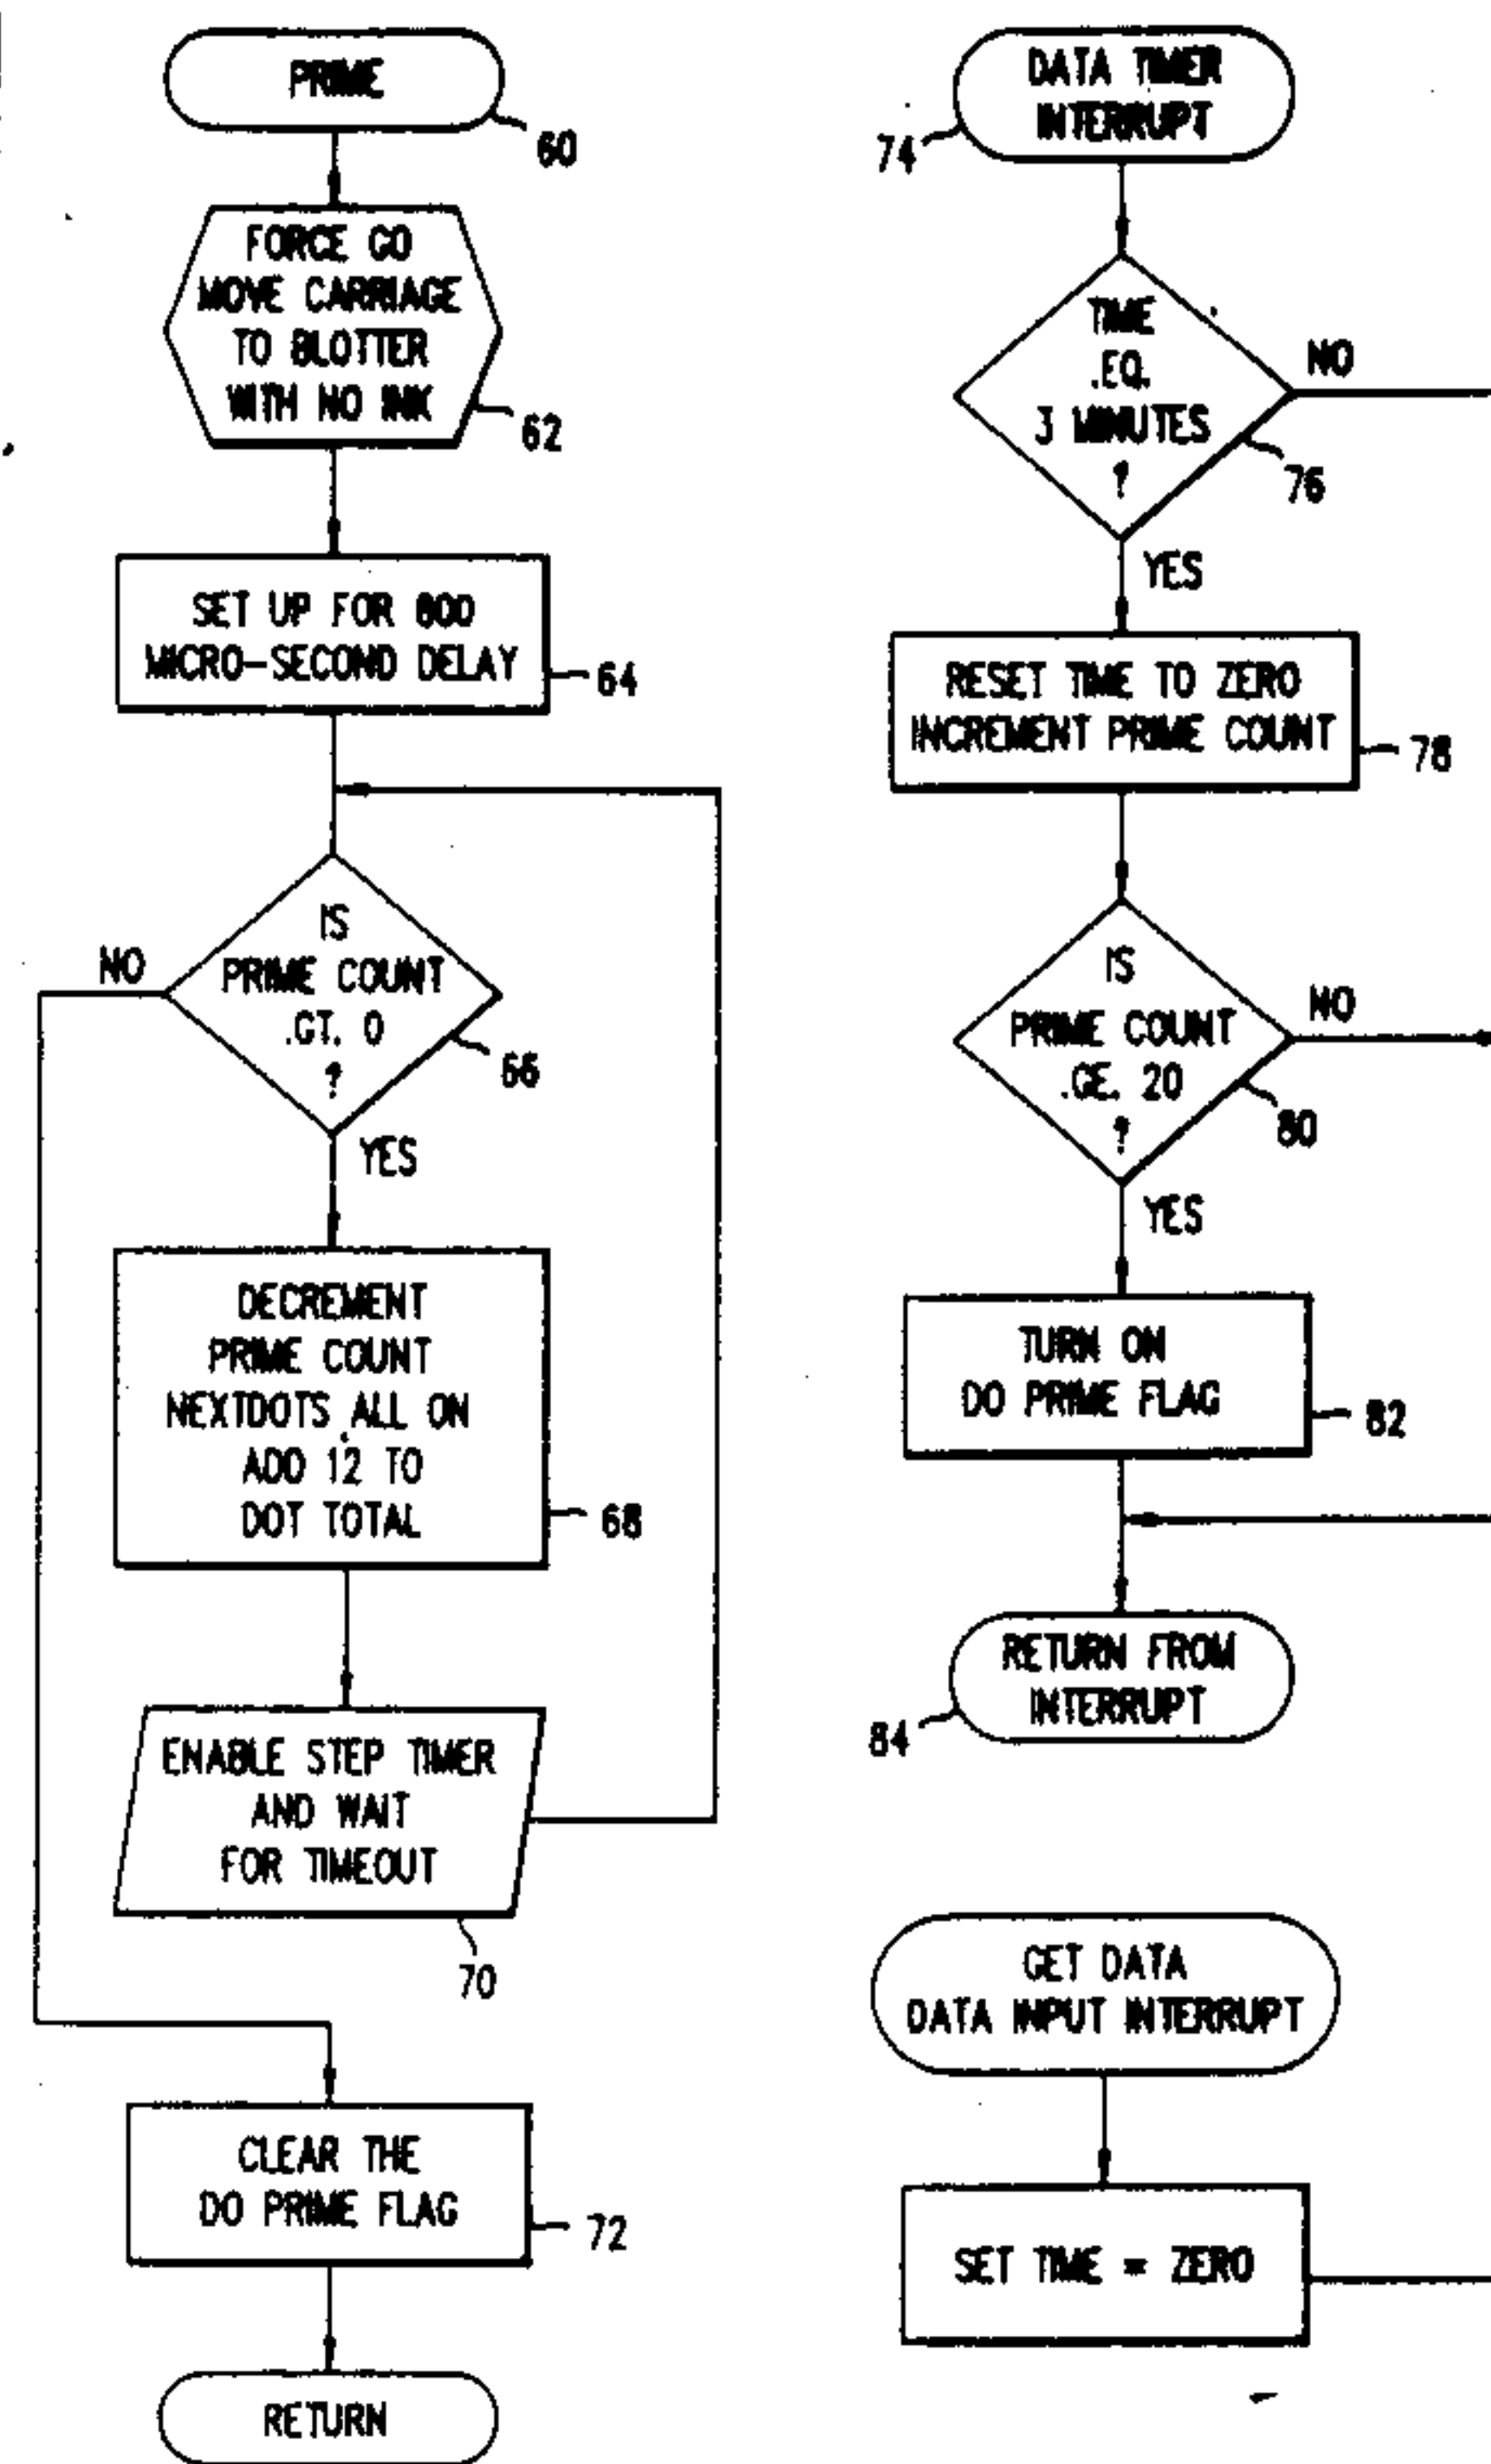 PRIME
60
FORCE GO
MOVE CARRIAGE
TO BLOTTER
WITH NO INK
62
SET UP FOR 800
MICRO-SECOND DELAY
64
IS
PRIME COUNT
.GT. 0
?
NO
66
YES
DECREMENT
PRIME COUNT
NEXTDOTS ALL ON
ADD 12 TO
DOT TOTAL
68
ENABLE STEP TIMER
AND WAIT
FOR TIMEOUT
70
CLEAR THE
DO PRIME FLAG
72
RETURN
DATA TIMER
INTERRUPT
74
TIME
.EQ.
3 MINUTES
?
NO
76
YES
RESET TIME TO ZERO
INCREMENT PRIME COUNT
78
IS
PRIME COUNT
.GE. 20
?
NO
80
YES
TURN ON
DO PRIME FLAG
82
RETURN FROM
INTERRUPT
84
GET DATA
DATA INPUT INTERRUPT
SET TIME = ZERO